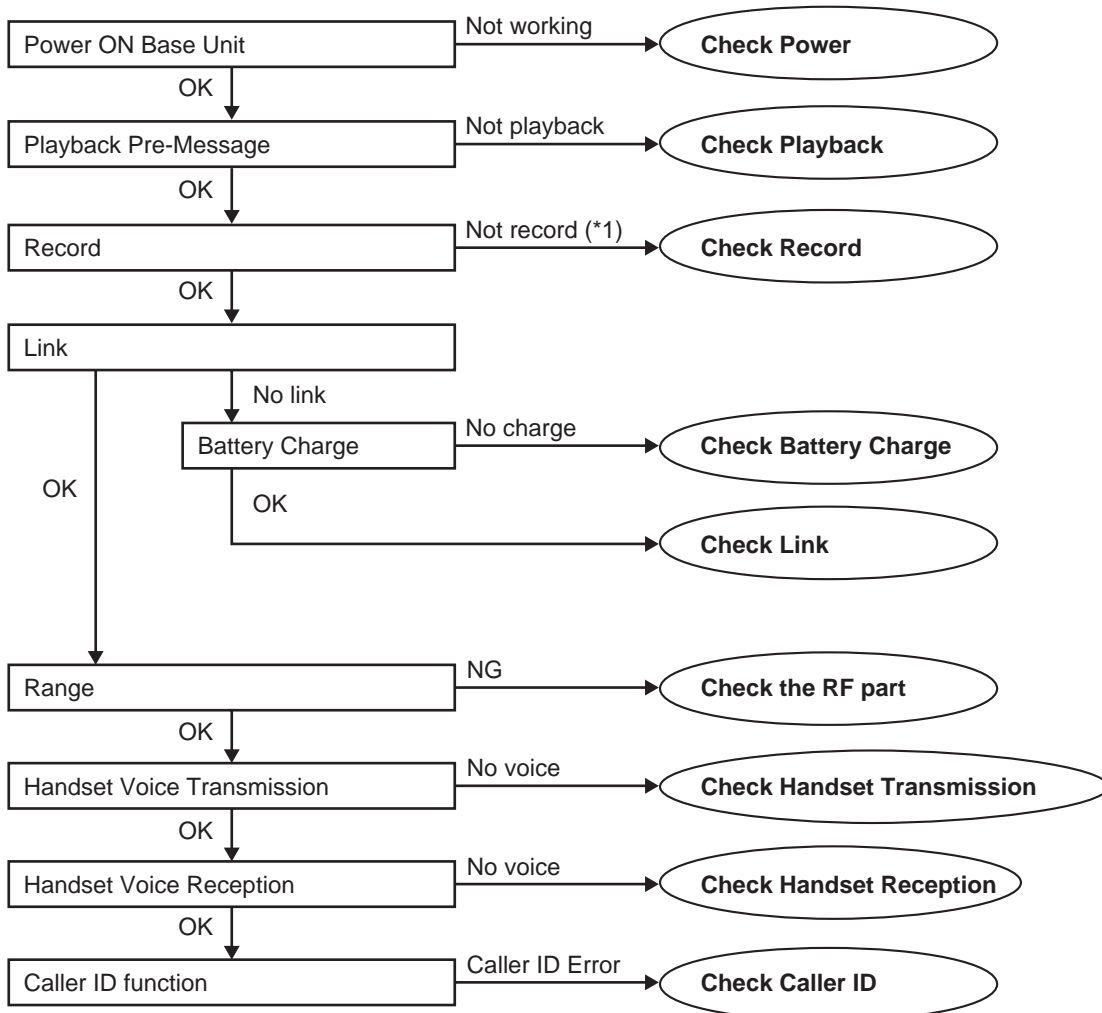 Power ON Base Unit
Not working
Check Power
OK
Playback Pre-Message
Not playback
Check Playback
OK
Record
Not record (*1)
Check Record
OK
Link
No link
Battery Charge
No charge
Check Battery Charge
OK
OK
Check Link
Range
NG
Check the RF part
OK
Handset Voice Transmission
No voice
Check Handset Transmission
OK
Handset Voice Reception
No voice
Check Handset Reception
OK
Caller ID function
Caller ID Error
Check Caller ID